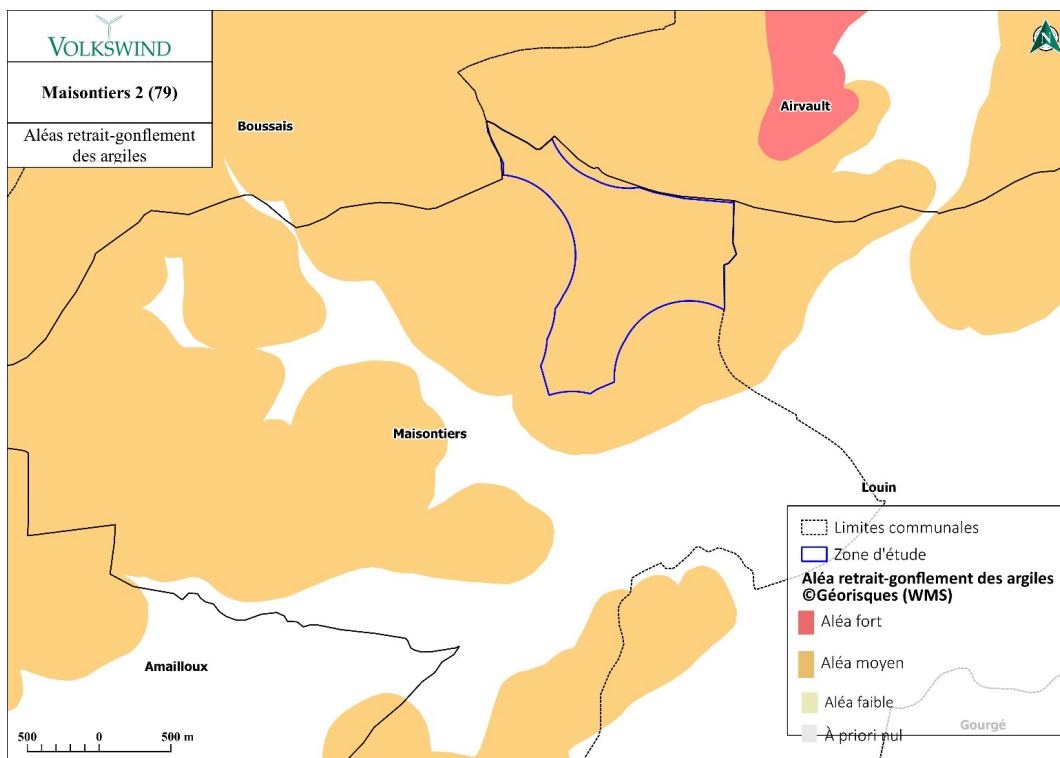 VOLKSWIND
Maisontiers 2 (79)
Aléas retrait-gonflement
des argiles
N
Airvault
Boussais
Maisontiers
Louin
Amailloux
Limites communales
Zone d'étude
Aléa retrait-gonflement des argiles
©Géorisques (WMS)
Aléa fort
Aléa moyen
Aléa faible
À priori nul
Gourgé
500 0 500 m